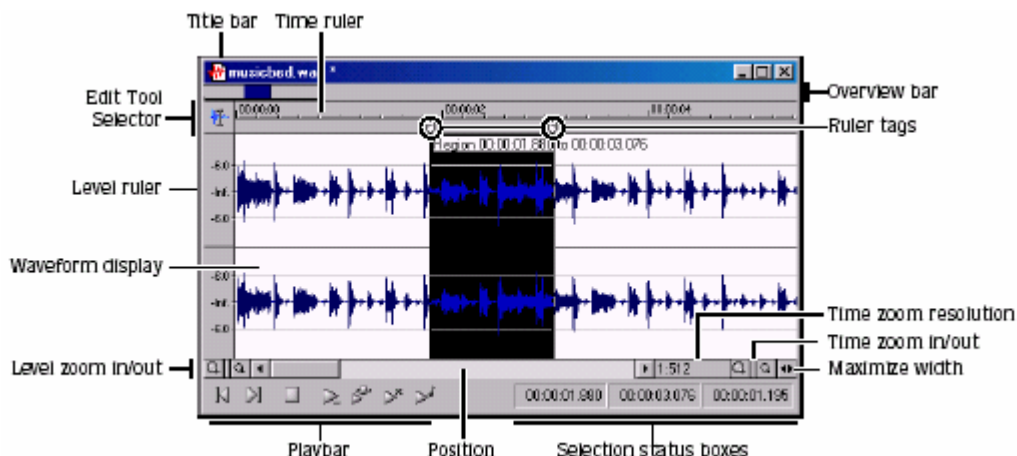 Title bar Time ruler
musicbed.wav *
Edit Tool Selector
Overview bar
00:00:00 00:00:02 00:00:04
Ruler tags
Region 00:00:01.880 to 00:00:03.076
-6.0
Level ruler
-Inf.
-6.0
Waveform display
-6.0
-Inf.
-6.0
Time zoom resolution
Time zoom in/out
Level zoom in/out
1:512
Maximize width
00:00:01.880 00:00:03.076 00:00:01.195
Playbar Position Selection status boxes